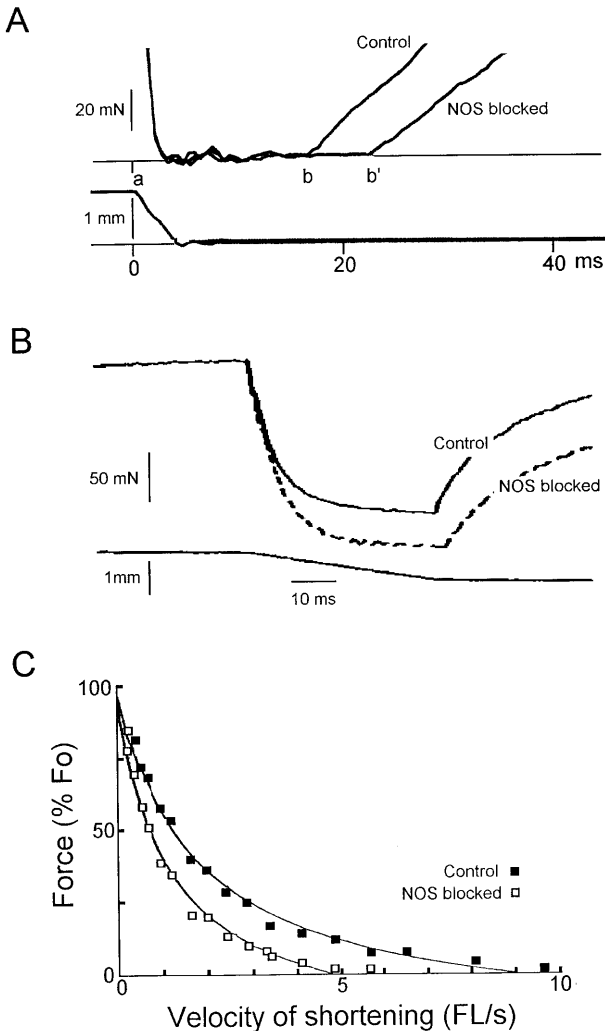 A
Control
20 mN
NOS blocked
a
b
b'
1 mm
0
20
40
ms
B
Control
50 mN
NOS blocked
1mm
10 ms
C
100
50
0
Force (% Fo)
Control
NOS blocked
0
5
10
Velocity of shortening (FL/s)